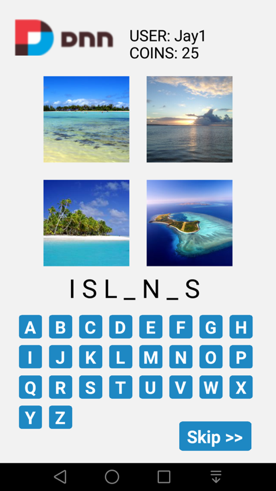 DNN
USER: Jay1
COINS: 25
I S L _ N _ S
A B C D E F G H
I J K L M N O P
Q R S T U V W X
Y Z
Skip >>